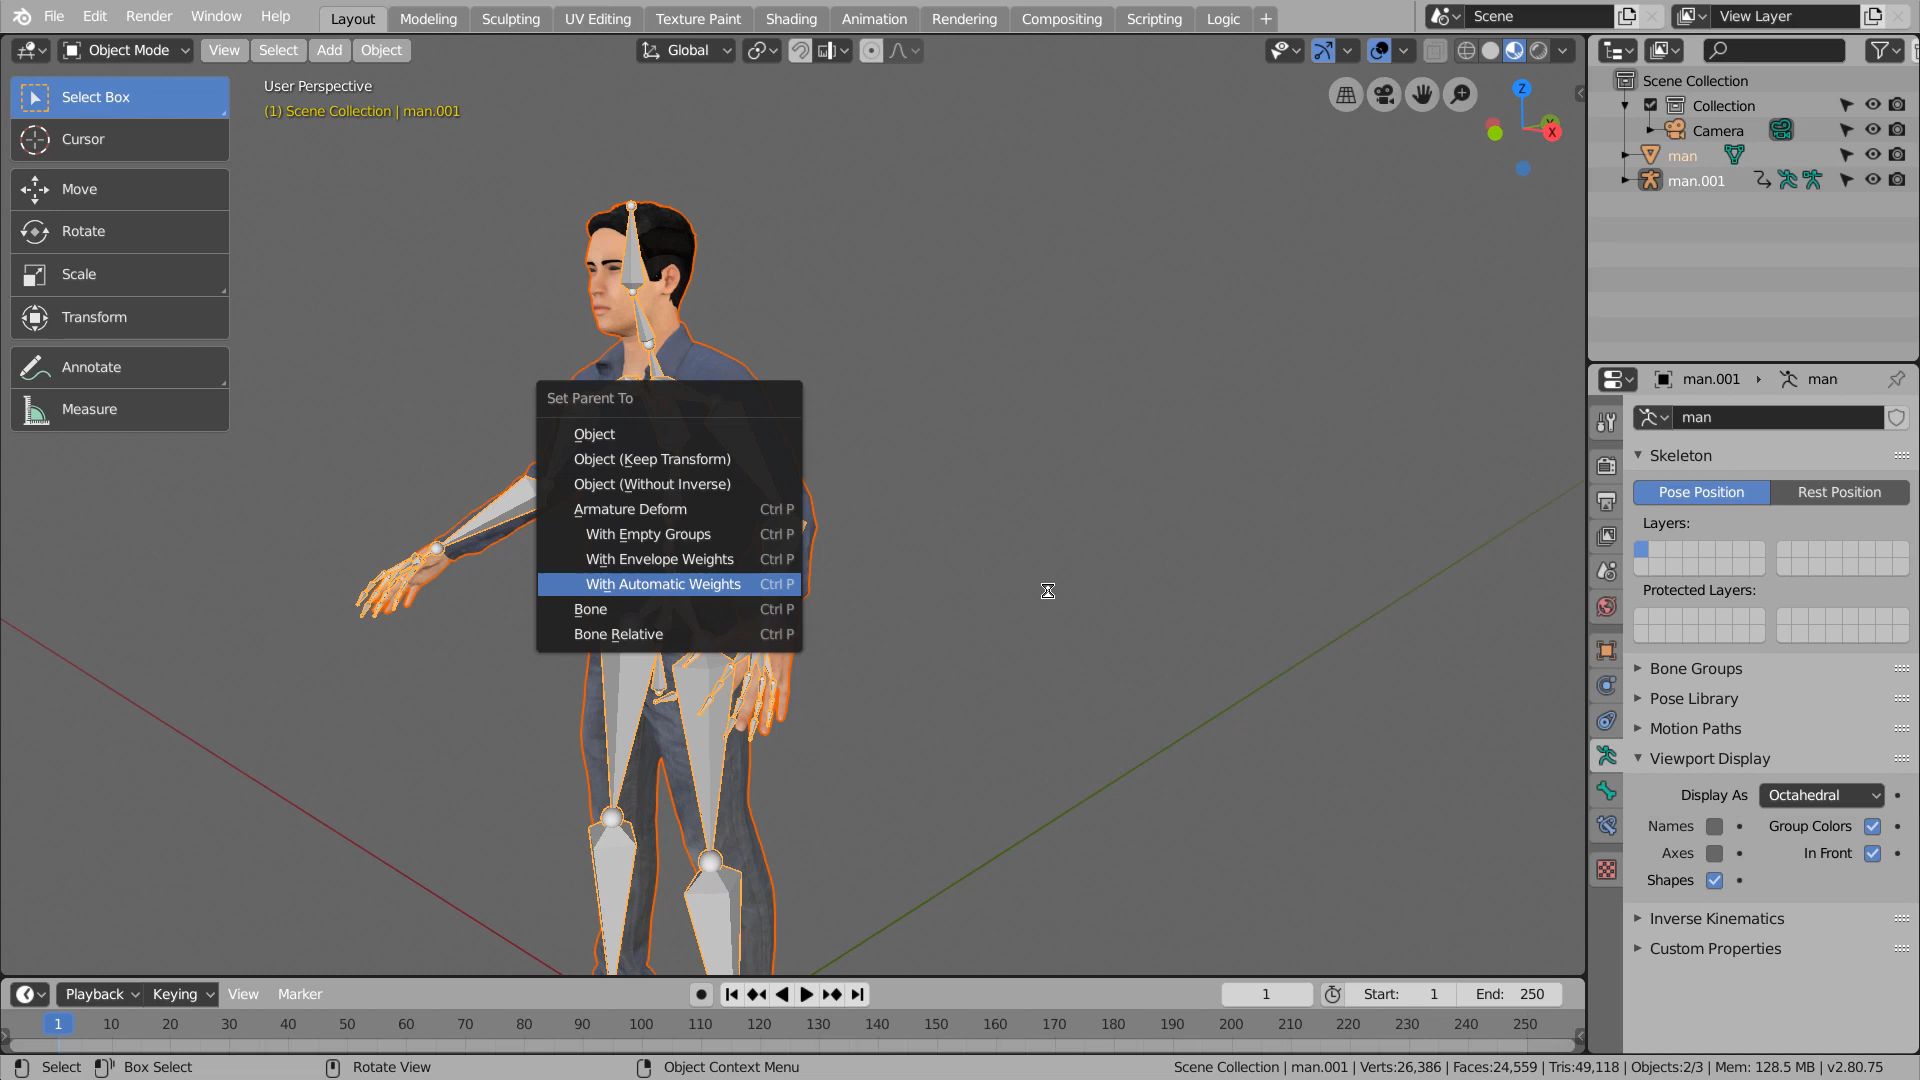 File Edit Render Window Help Layout Modeling Sculpting UV Editing Texture Paint Shading Animation Rendering Compositing Scripting Logic + Scene View Layer
Object Mode View Select Add Object Global
Select Box
Cursor
Move
Rotate
Scale
Transform
Annotate
Measure
User Perspective
(1) Scene Collection | man.001
Z
Y
X
Set Parent To
Object
Object (Keep Transform)
Object (Without Inverse)
Armature Deform Ctrl P
With Empty Groups Ctrl P
With Envelope Weights Ctrl P
With Automatic Weights Ctrl P
Bone Ctrl P
Bone Relative Ctrl P
Scene Collection
Collection
Camera
man
man.001
man.001 man
man
Skeleton
Pose Position Rest Position
Layers:
Protected Layers:
Bone Groups
Pose Library
Motion Paths
Viewport Display
Display As Octahedral
Names Group Colors
Axes In Front
Shapes
Inverse Kinematics
Custom Properties
Playback Keying View Marker 1 Start: 1 End: 250
1 10 20 30 40 50 60 70 80 90 100 110 120 130 140 150 160 170 180 190 200 210 220 230 240 250
Select Box Select Rotate View Object Context Menu Scene Collection | man.001 | Verts:26,386 | Faces:24,559 | Tris:49,118 | Objects:2/3 | Mem: 128.5 MB | v2.80.75